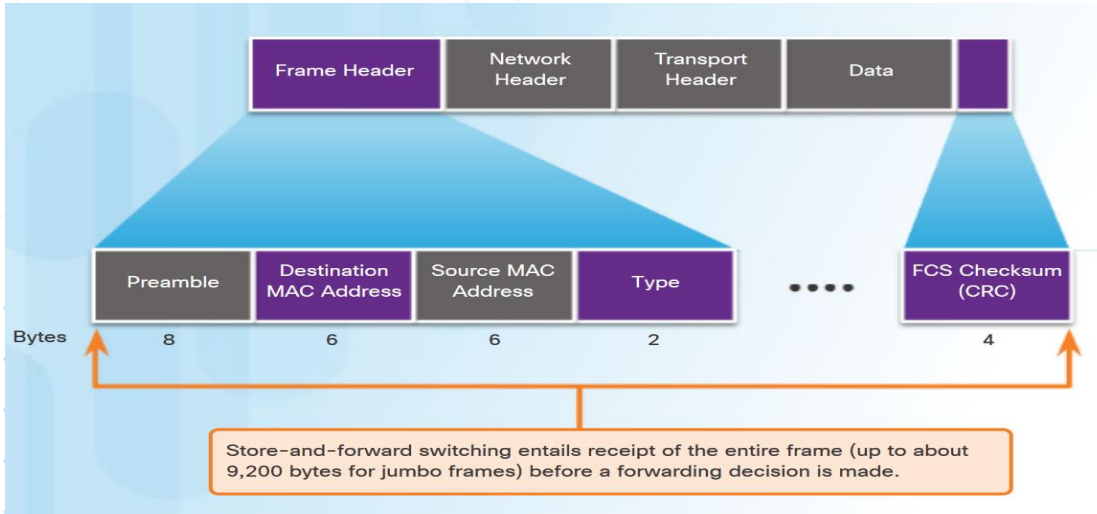 Frame Header
Network
Header
Transport
Header
Data
Preamble
Destination
MAC Address
Source MAC
Address
Type
FCS Checksum
(CRC)
Bytes 8 6 6 2 4
Store-and-forward switching entails receipt of the entire frame (up to about
9,200 bytes for jumbo frames) before a forwarding decision is made.